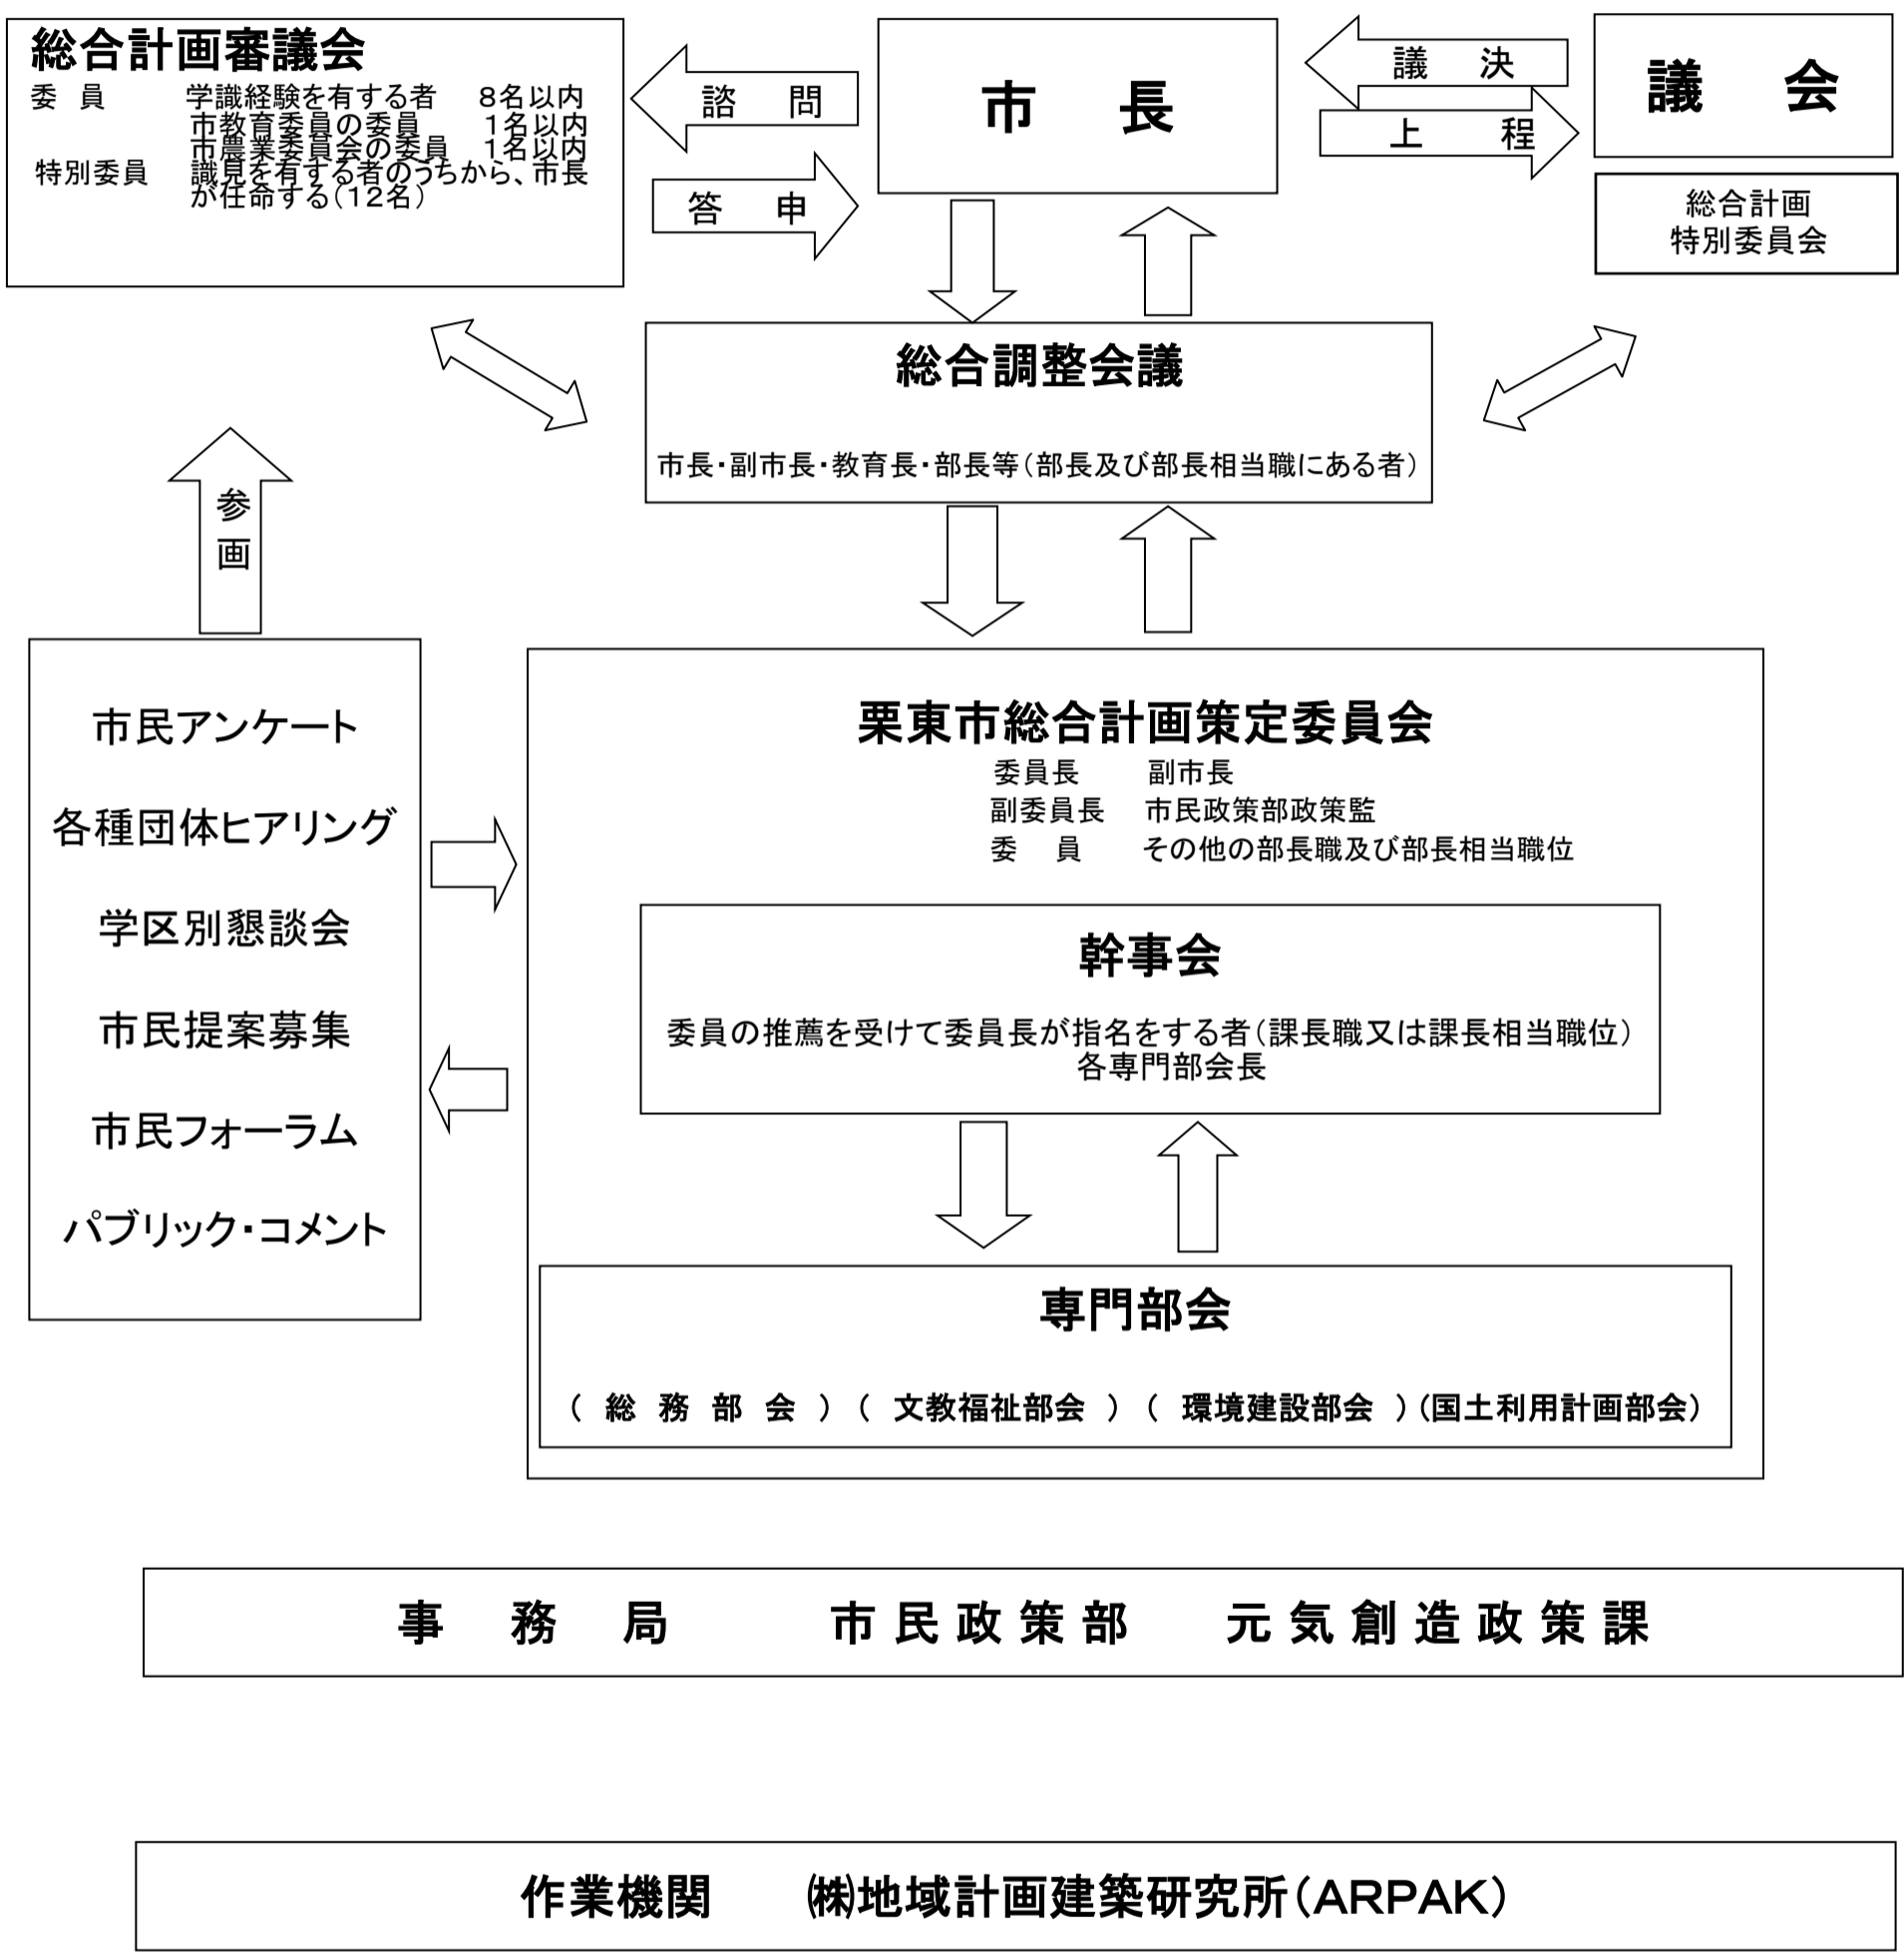 総合計画審議会
委 員 学識経験を有する者 8名以内
市教育委員の委員 1名以内
市農業委員会の委員 1名以内
特別委員 識見を有する者のうちから、市長
が任命する(12名)
諮 問
答 申
市 長
議 決
上 程
議 会
総合計画
特別委員会
総合調整会議
市長・副市長・教育長・部長等(部長及び部長相当職にある者)
参
画
市民アンケート
各種団体ヒアリング
学区別懇談会
市民提案募集
市民フォーラム
パブリック・コメント
栗東市総合計画策定委員会
委員長 副市長
副委員長 市民政策部政策監
委 員 その他の部長職及び部長相当職位
幹事会
委員の推薦を受けて委員長が指名をする者(課長職又は課長相当職位)
各専門部会長
専門部会
( 総 務 部 会 )( 文教福祉部会 )( 環境建設部会 )(国土利用計画部会)
事 務 局 市 民 政 策 部 元 気 創 造 政 策 課
作業機関 ㈱地域計画建築研究所(ARPAK)